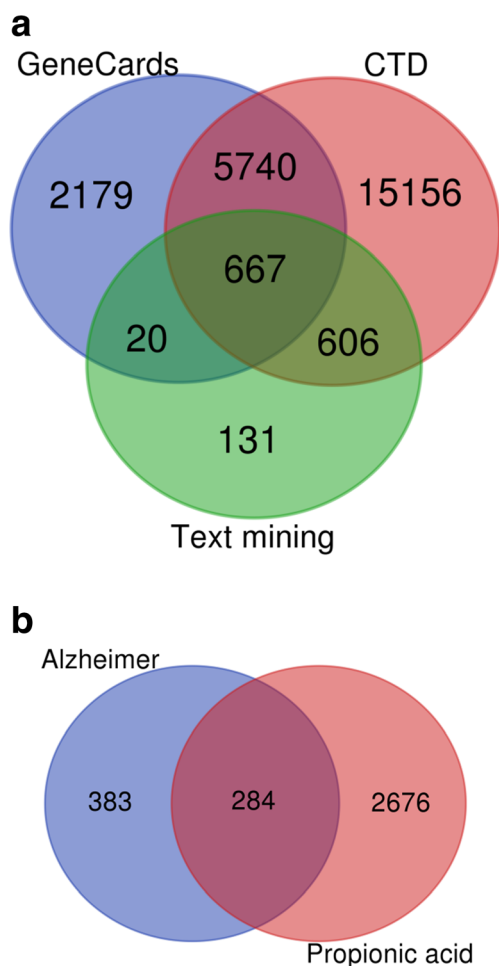 a
GeneCards CTD
5740
2179 15156
667
20 606
131
Text mining
b
Alzheimer
383 284 2676
Propionic acid